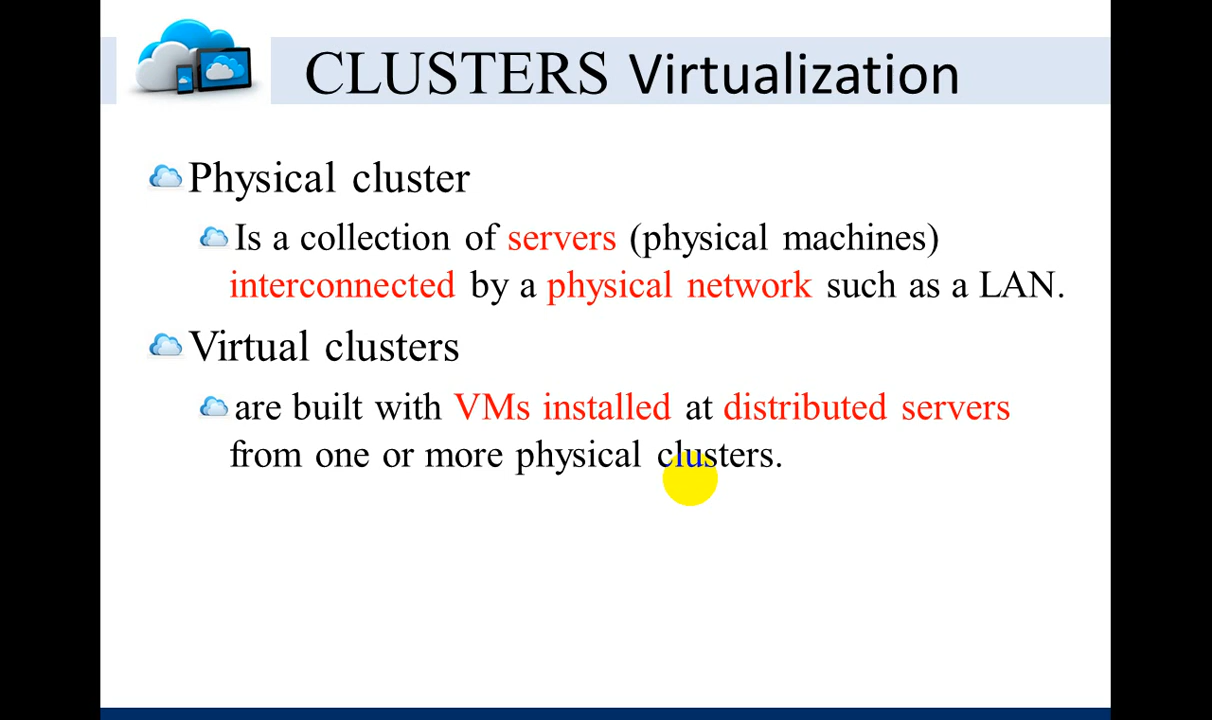 CLUSTERS Virtualization
Physical cluster
Is a collection of servers (physical machines)
interconnected by a physical network such as a LAN.
Virtual clusters
are built with VMs installed at distributed servers
from one or more physical clusters.